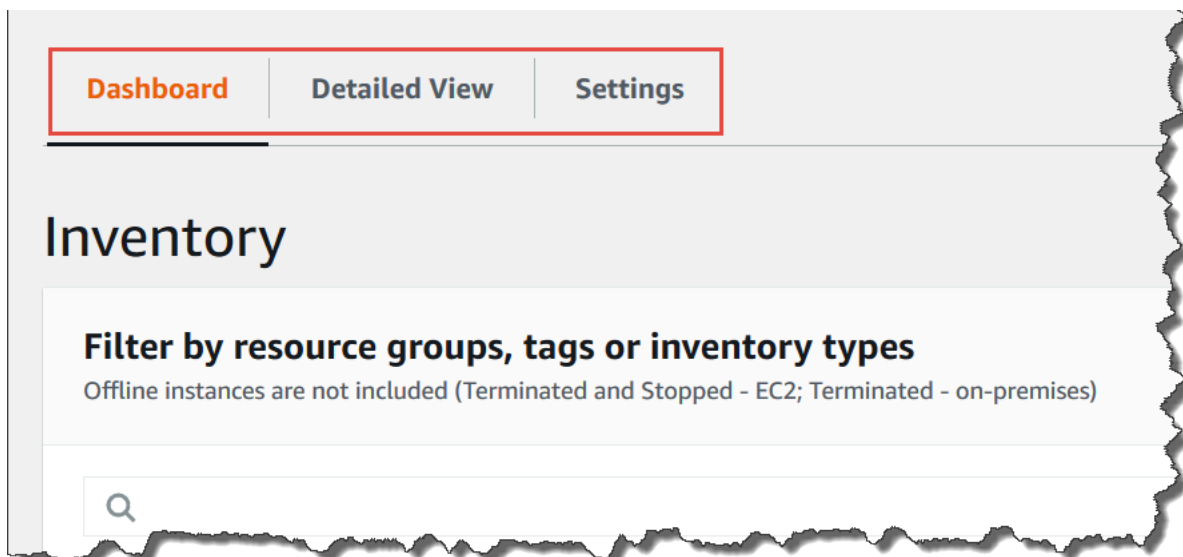 Dashboard
Detailed View
Settings
Inventory
Filter by resource groups, tags or inventory types
Offline instances are not included (Terminated and Stopped - EC2; Terminated - on-premises)